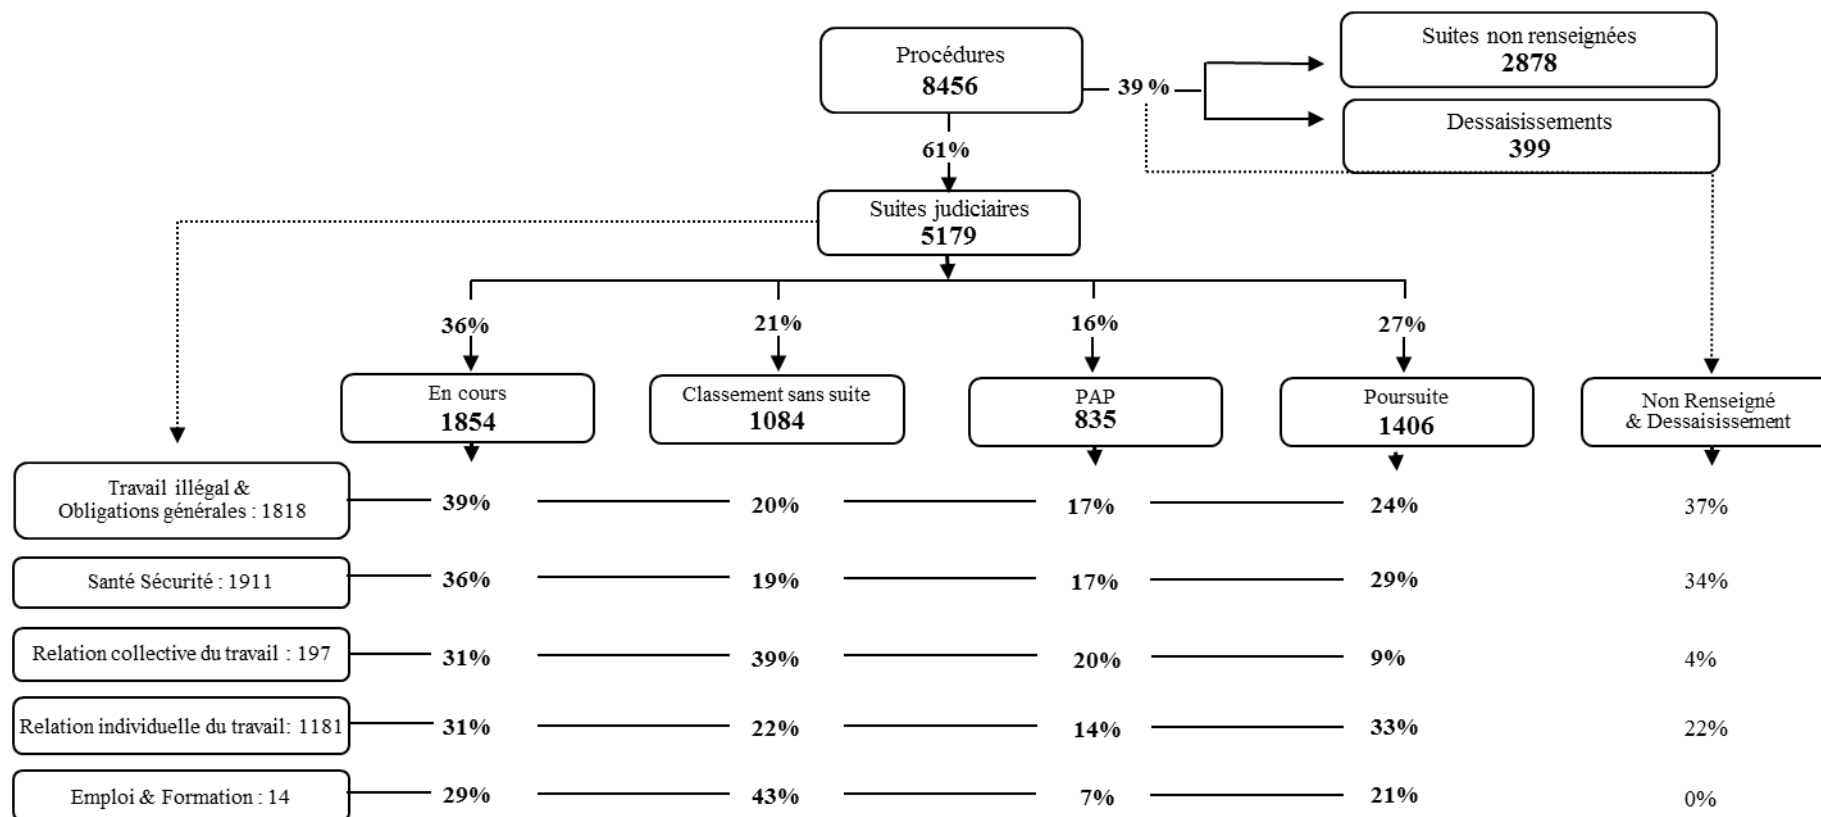 Procédures
8456
39 %
Suites non renseignées
2878
Dessaisissements
399
61%
Suites judiciaires
5179
36%
21%
16%
27%
En cours
1854
Classement sans suite
1084
PAP
835
Poursuite
1406
Non Renseigné
& Dessaisissement
Travail illégal &
Obligations générales : 1818
39%
20%
17%
24%
37%
Santé Sécurité : 1911
36%
19%
17%
29%
34%
Relation collective du travail : 197
31%
39%
20%
9%
4%
Relation individuelle du travail: 1181
31%
22%
14%
33%
22%
Emploi & Formation : 14
29%
43%
7%
21%
0%